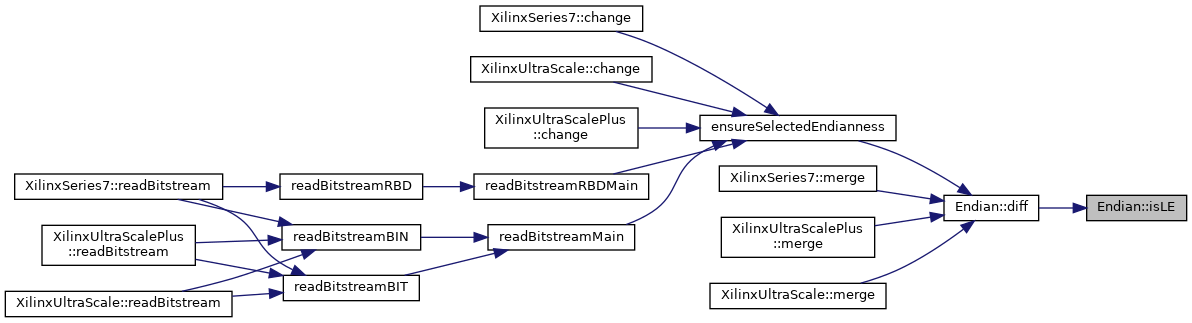 XilinxSeries7::change
XilinxUltraScale::change
XilinxUltraScalePlus
::change
ensureSelectedEndianness
XilinxSeries7::readBitstream
readBitstreamRBD
readBitstreamRBDMain
XilinxSeries7::merge
Endian::diff
Endian::isLE
XilinxUltraScalePlus
::readBitstream
readBitstreamBIN
readBitstreamMain
XilinxUltraScalePlus
::merge
XilinxUltraScale::readBitstream
readBitstreamBIT
XilinxUltraScale::merge